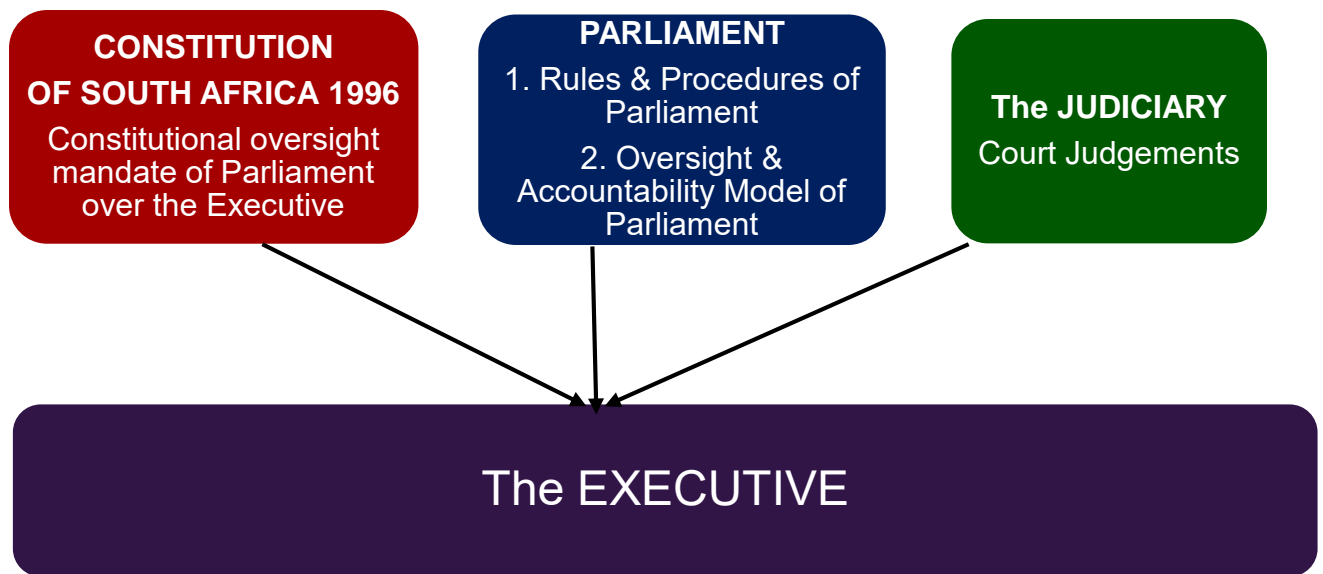 CONSTITUTION
OF SOUTH AFRICA 1996
Constitutional oversight
mandate of Parliament
over the Executive
PARLIAMENT
1. Rules & Procedures of
Parliament
2. Oversight &
Accountability Model of
Parliament
The JUDICIARY
Court Judgements
The EXECUTIVE